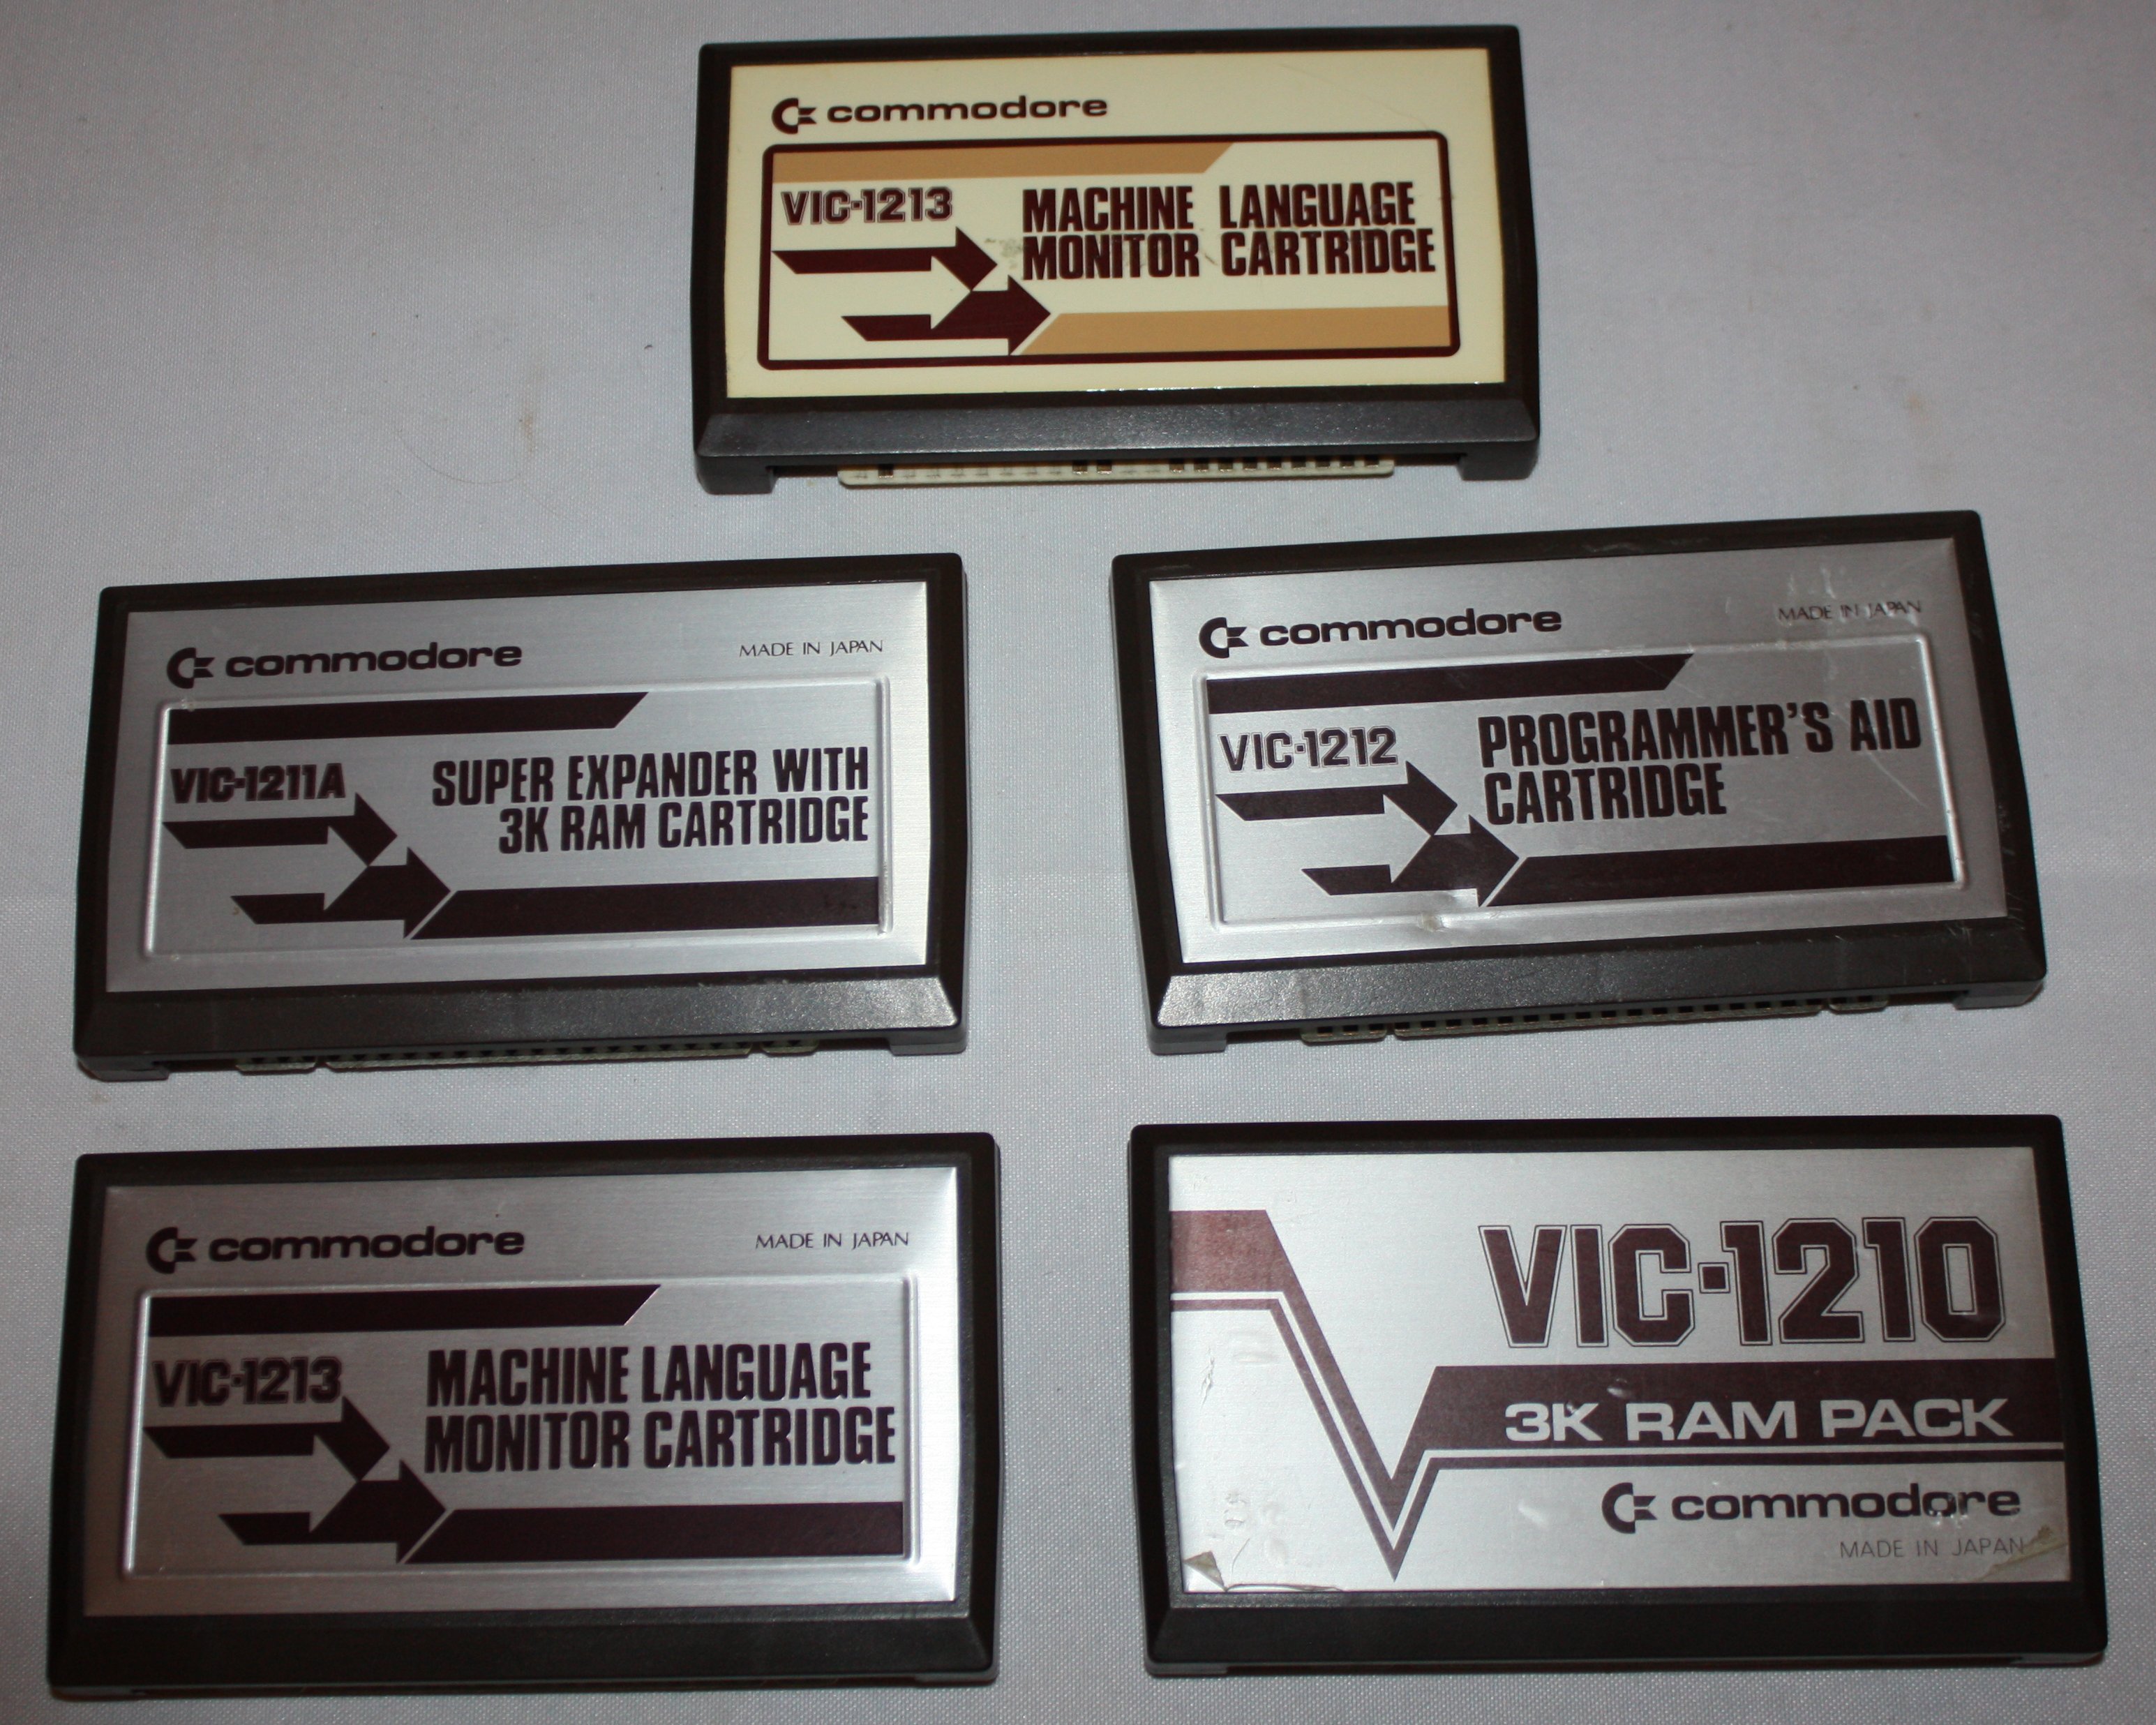 commodore
VIC-1213
MACHINE LANGUAGE
MONITOR CARTRIDGE
commodore
MADE IN JAPAN
VIC-1211A
SUPER EXPANDER WITH
3K RAM CARTRIDGE
commodore
MADE IN JAPAN
VIC-1212
PROGRAMMER'S AID
CARTRIDGE
commodore
MADE IN JAPAN
VIC-1213
MACHINE LANGUAGE
MONITOR CARTRIDGE
VIC-1210
3K RAM PACK
commodore
MADE IN JAPAN